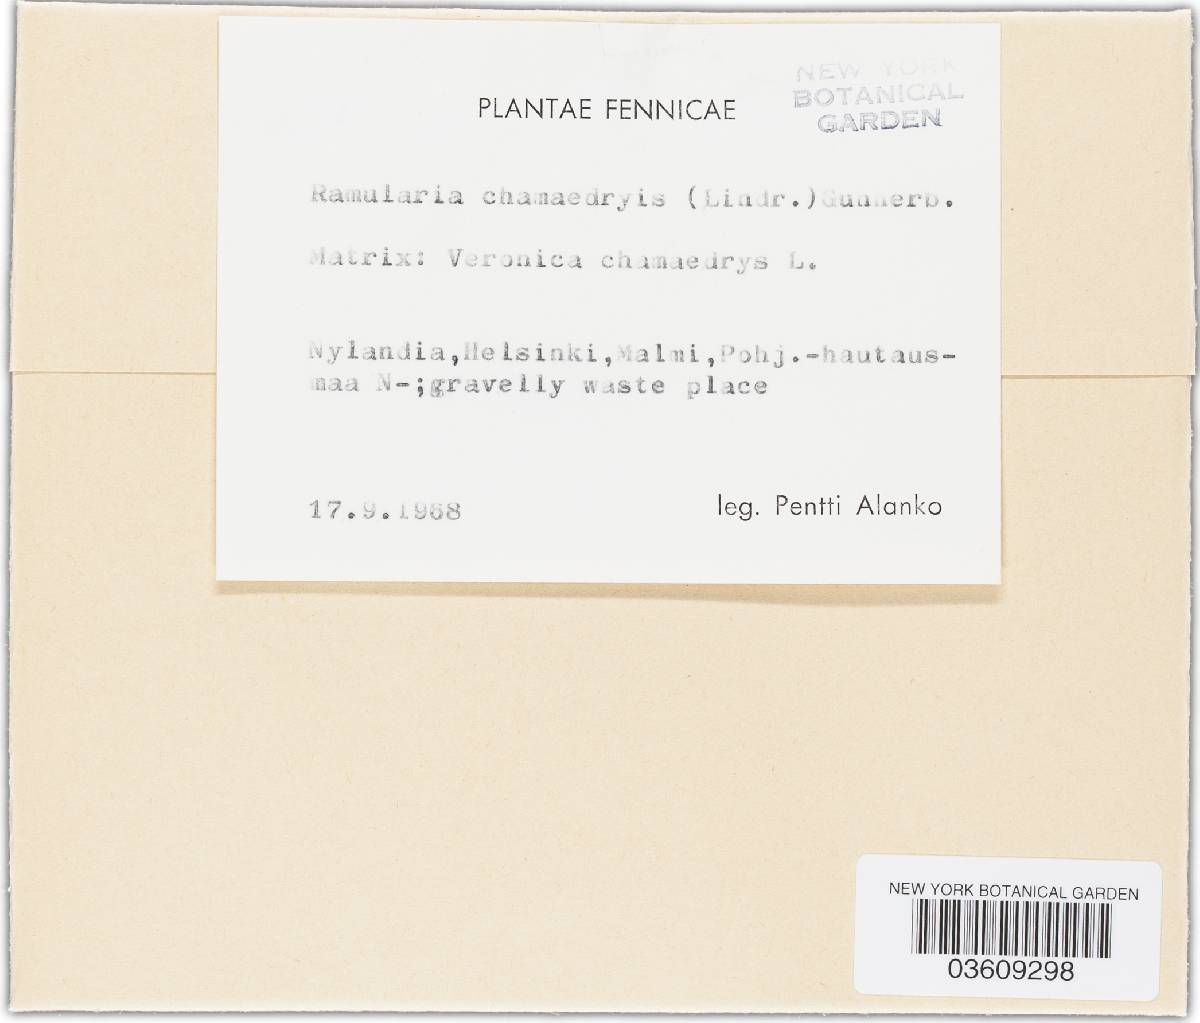 NEW YORK
BOTANICAL
GARDEN
PLANTAE FENNICAE
Ramularia chamaedryis (Lindr.)Gunnerb.
Matrix: Veronica chamaedrys L.
Nylandia,Helsinki,Malmi,Pohj.-hautaus-
maa N-;gravelly waste place
17.9.1968
leg. Pentti Alanko
NEW YORK BOTANICAL GARDEN
03609298